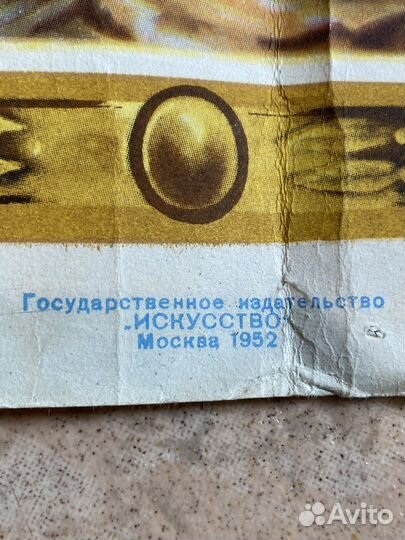 Государственное издательство
„ИСКУССТВО"
Москва 1952
Avito